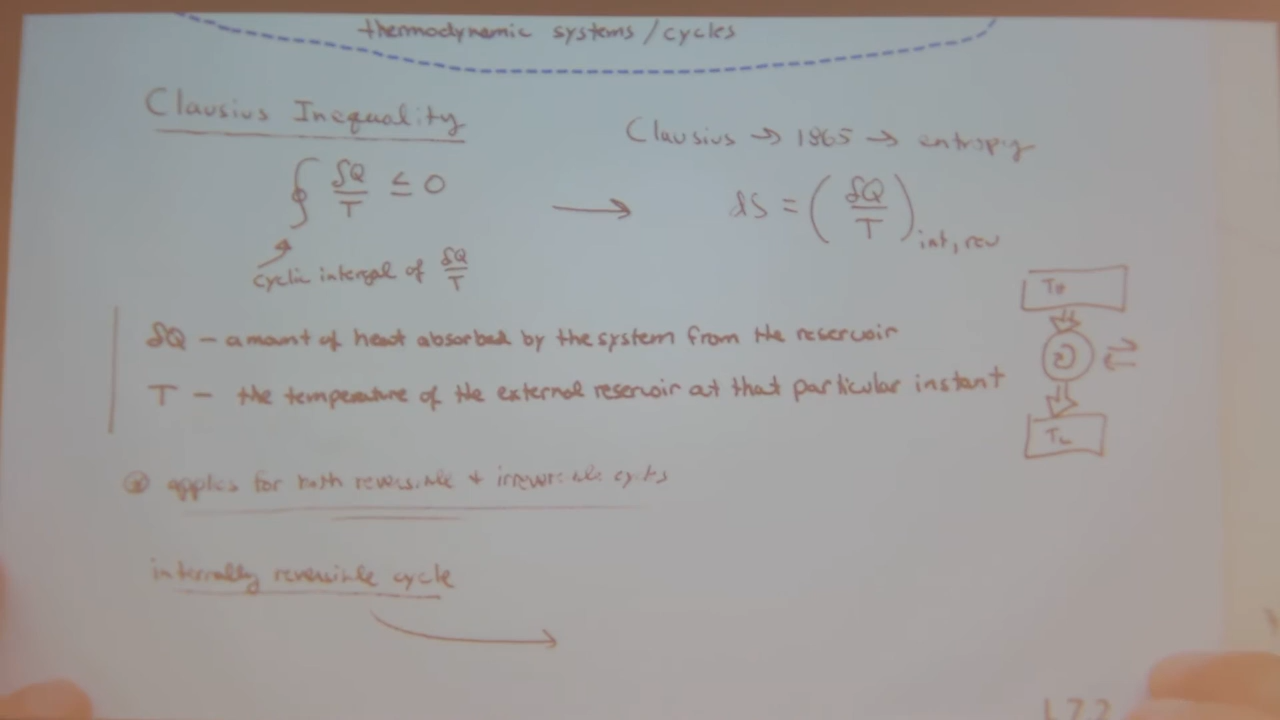 thermodynamic systems/cycles
Clausius Inequality
Clausius → 1865 → entropy
∮ δQ/T ≤ 0 → dS = (δQ/T) int, rev
cyclic integral of δQ/T
δQ - amount of heat absorbed by the system from the reservoir
T - the temperature of the external reservoir at that particular instant
TH
TL
applies for both reversible + irreversible cycles
internally reversible cycle